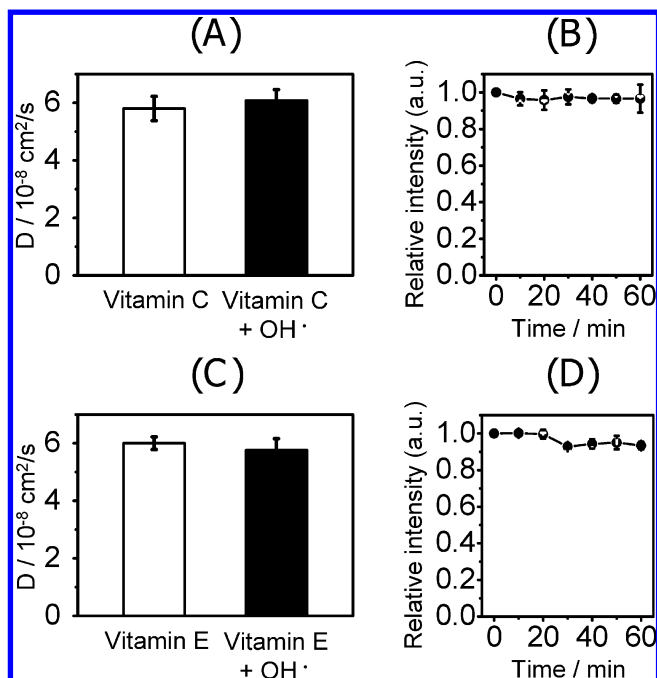 (A)
D / 10⁻⁸ cm²/s
6
4
2
0
Vitamin C
Vitamin C
+ OH·
(B)
Relative intensity (a.u.)
1.0
0.8
0.6
0.4
0.2
0.0
0 20 40 60
Time / min
(C)
D / 10⁻⁸ cm²/s
6
4
2
0
Vitamin E
Vitamin E
+ OH·
(D)
Relative intensity (a.u.)
1.0
0.8
0.6
0.4
0.2
0.0
0 20 40 60
Time / min